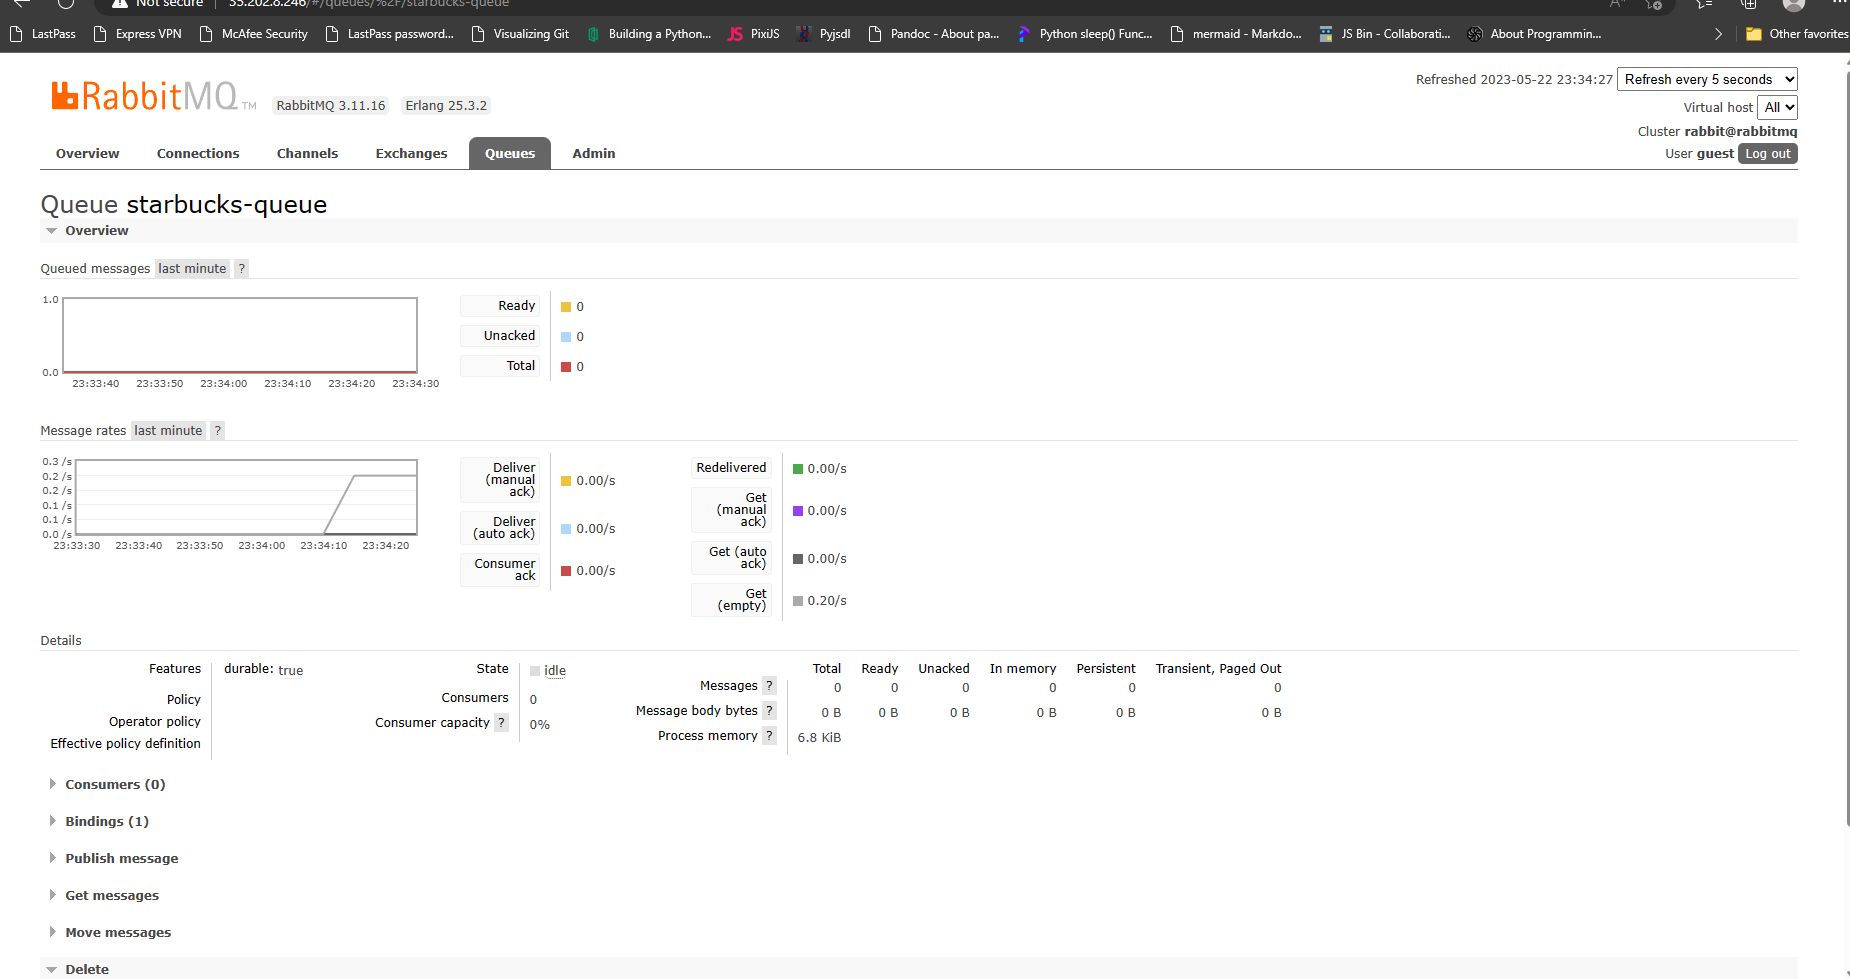 Not secure | 35.202.8.246/#/queues/%2F/starbucks-queue
LastPass Express VPN McAfee Security LastPass password... Visualizing Git Building a Python... PixiJS Pyjsdl Pandoc - About pa... Python sleep() Func... mermaid - Markdo... JS Bin - Collaborati... About Programmin... Other favorites
Refreshed 2023-05-22 23:34:27 Refresh every 5 seconds
RabbitMQ TM RabbitMQ 3.11.16 Erlang 25.3.2
Virtual host All
Cluster rabbit@rabbitmq
User guest Log out
Overview Connections Channels Exchanges Queues Admin
Queue starbucks-queue
Overview
Queued messages last minute ?
1.0
0.0
23:33:40 23:33:50 23:34:00 23:34:10 23:34:20 23:34:30
Ready 0
Unacked 0
Total 0
Message rates last minute ?
0.3 /s
0.2 /s
0.2 /s
0.1 /s
0.1 /s
0.0 /s
23:33:30 23:33:40 23:33:50 23:34:00 23:34:10 23:34:20
Deliver
(manual
ack) 0.00/s
Deliver
(auto ack) 0.00/s
Consumer
ack 0.00/s
Redelivered 0.00/s
Get
(manual
ack) 0.00/s
Get (auto
ack) 0.00/s
Get
(empty) 0.20/s
Details
Features durable: true
Policy
Operator policy
Effective policy definition
State idle
Consumers 0
Consumer capacity ? 0%
Total Ready Unacked In memory Persistent Transient, Paged Out
Messages ? 0 0 0 0 0 0
Message body bytes ? 0 B 0 B 0 B 0 B 0 B 0 B
Process memory ? 6.8 KiB
Consumers (0)
Bindings (1)
Publish message
Get messages
Move messages
Delete